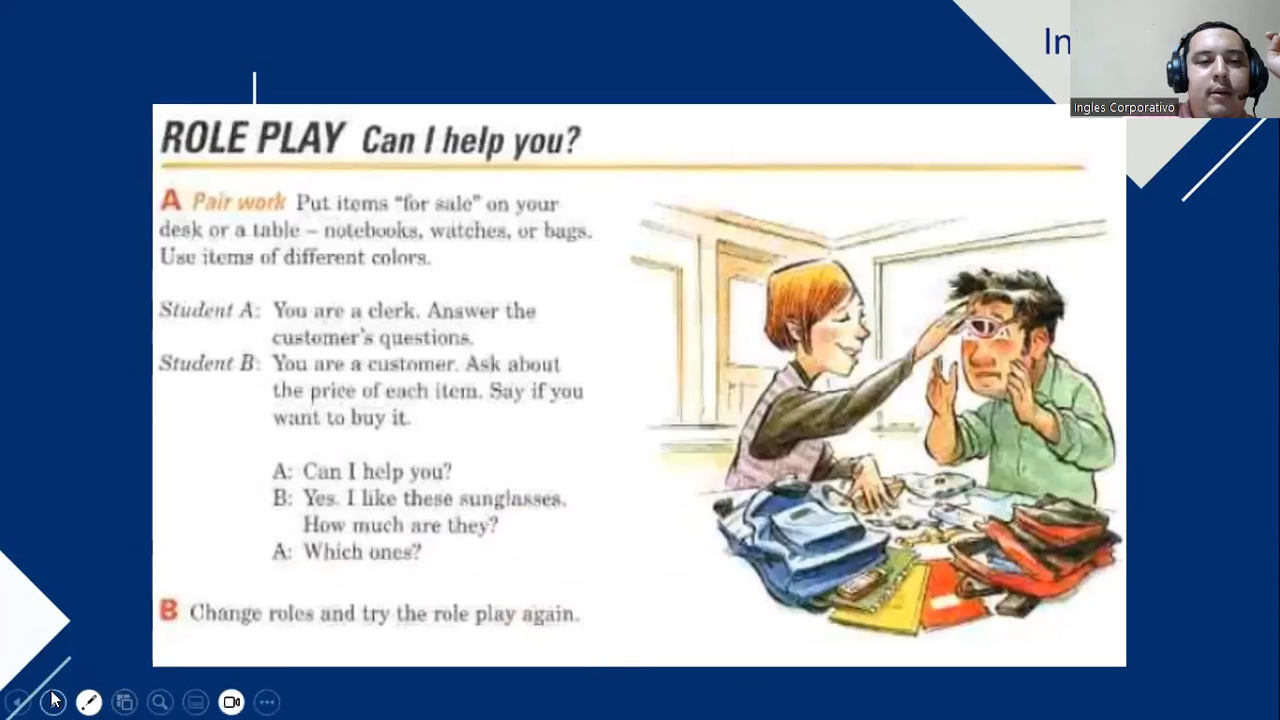 In
Ingles Corporativo
ROLE PLAY Can I help you?
A Pair work Put items “for sale” on your
desk or a table – notebooks, watches, or bags.
Use items of different colors.
Student A: You are a clerk. Answer the
customer’s questions.
Student B: You are a customer. Ask about
the price of each item. Say if you
want to buy it.
A: Can I help you?
B: Yes. I like these sunglasses.
How much are they?
A: Which ones?
B Change roles and try the role play again.